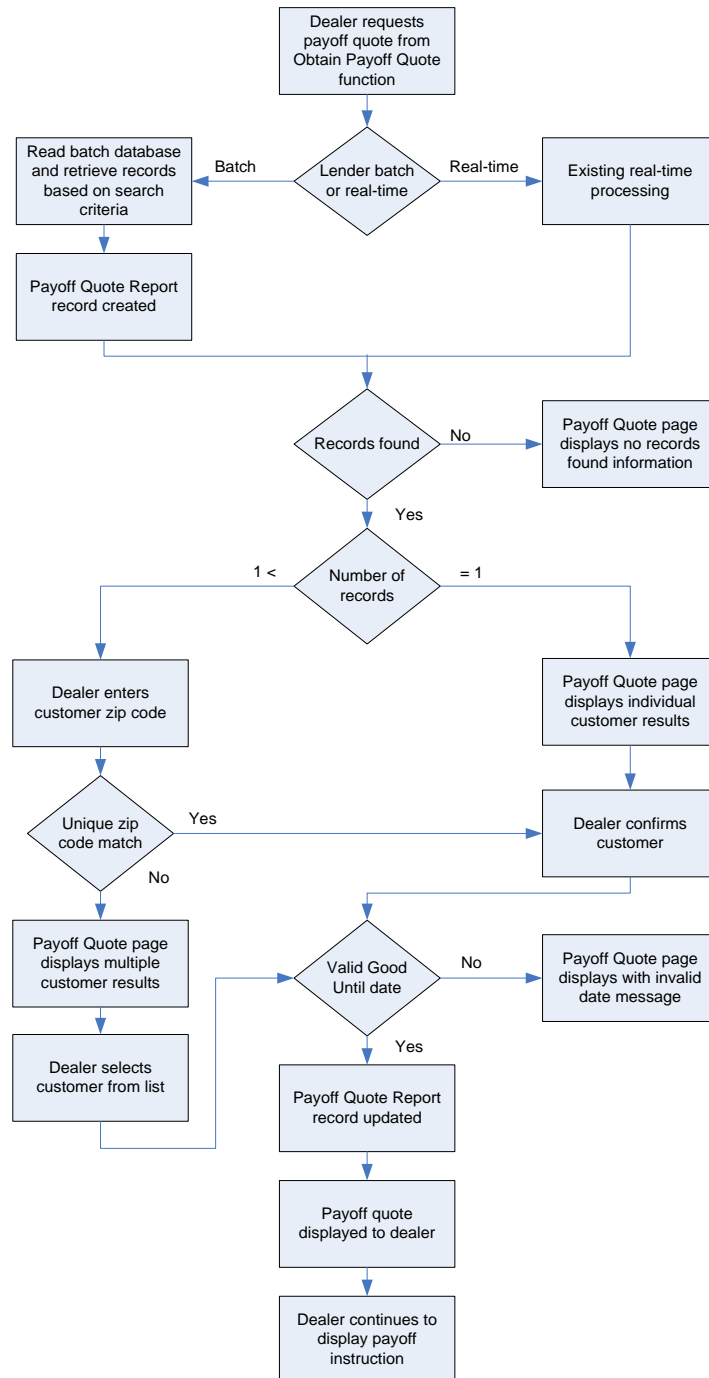 Dealer requests
payoff quote from
Obtain Payoff Quote
function
Read batch database
and retrieve records
based on search
criteria
Batch
Lender batch
or real-time
Real-time
Existing real-time
processing
Payoff Quote Report
record created
Records found
No
Payoff Quote page
displays no records
found information
Yes
1 <
Number of
records
= 1
Dealer enters
customer zip code
Payoff Quote page
displays individual
customer results
Unique zip
code match
Yes
Dealer confirms
customer
No
Payoff Quote page
displays multiple
customer results
Valid Good
Until date
No
Payoff Quote page
displays with invalid
date message
Dealer selects
customer from list
Yes
Payoff Quote Report
record updated
Payoff quote
displayed to dealer
Dealer continues to
display payoff
instruction